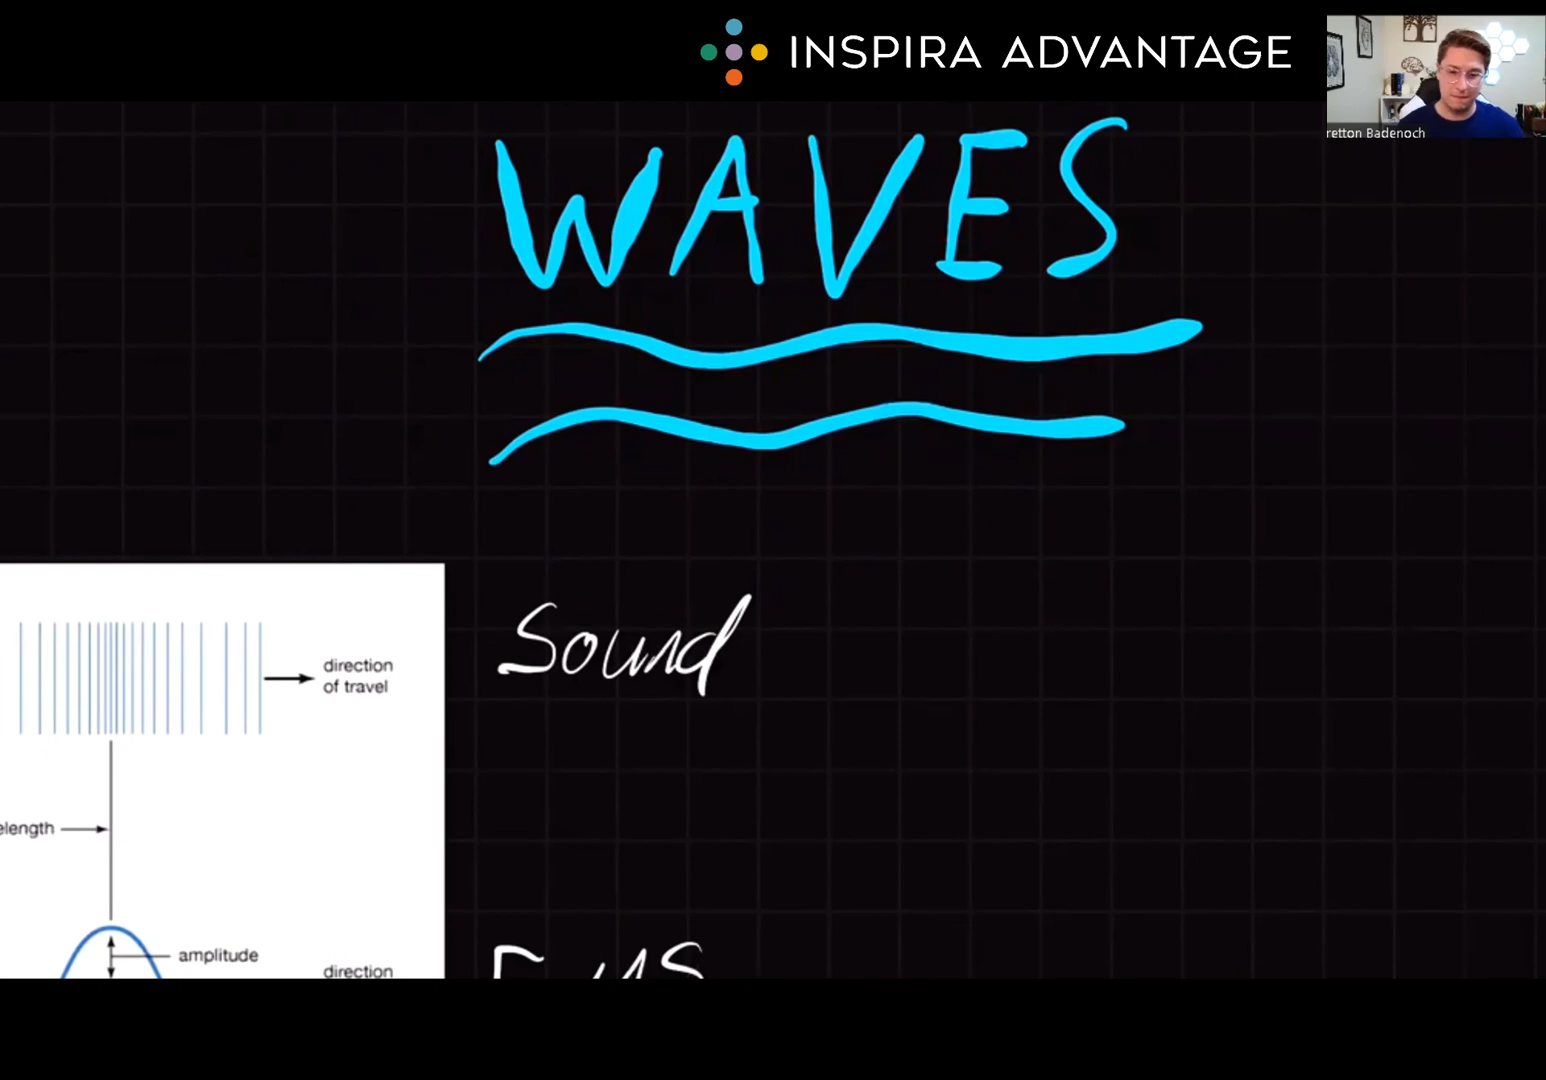 INSPIRA ADVANTAGE
retton Badenoch
WAVES
direction
of travel
Sound
elength
amplitude
direction